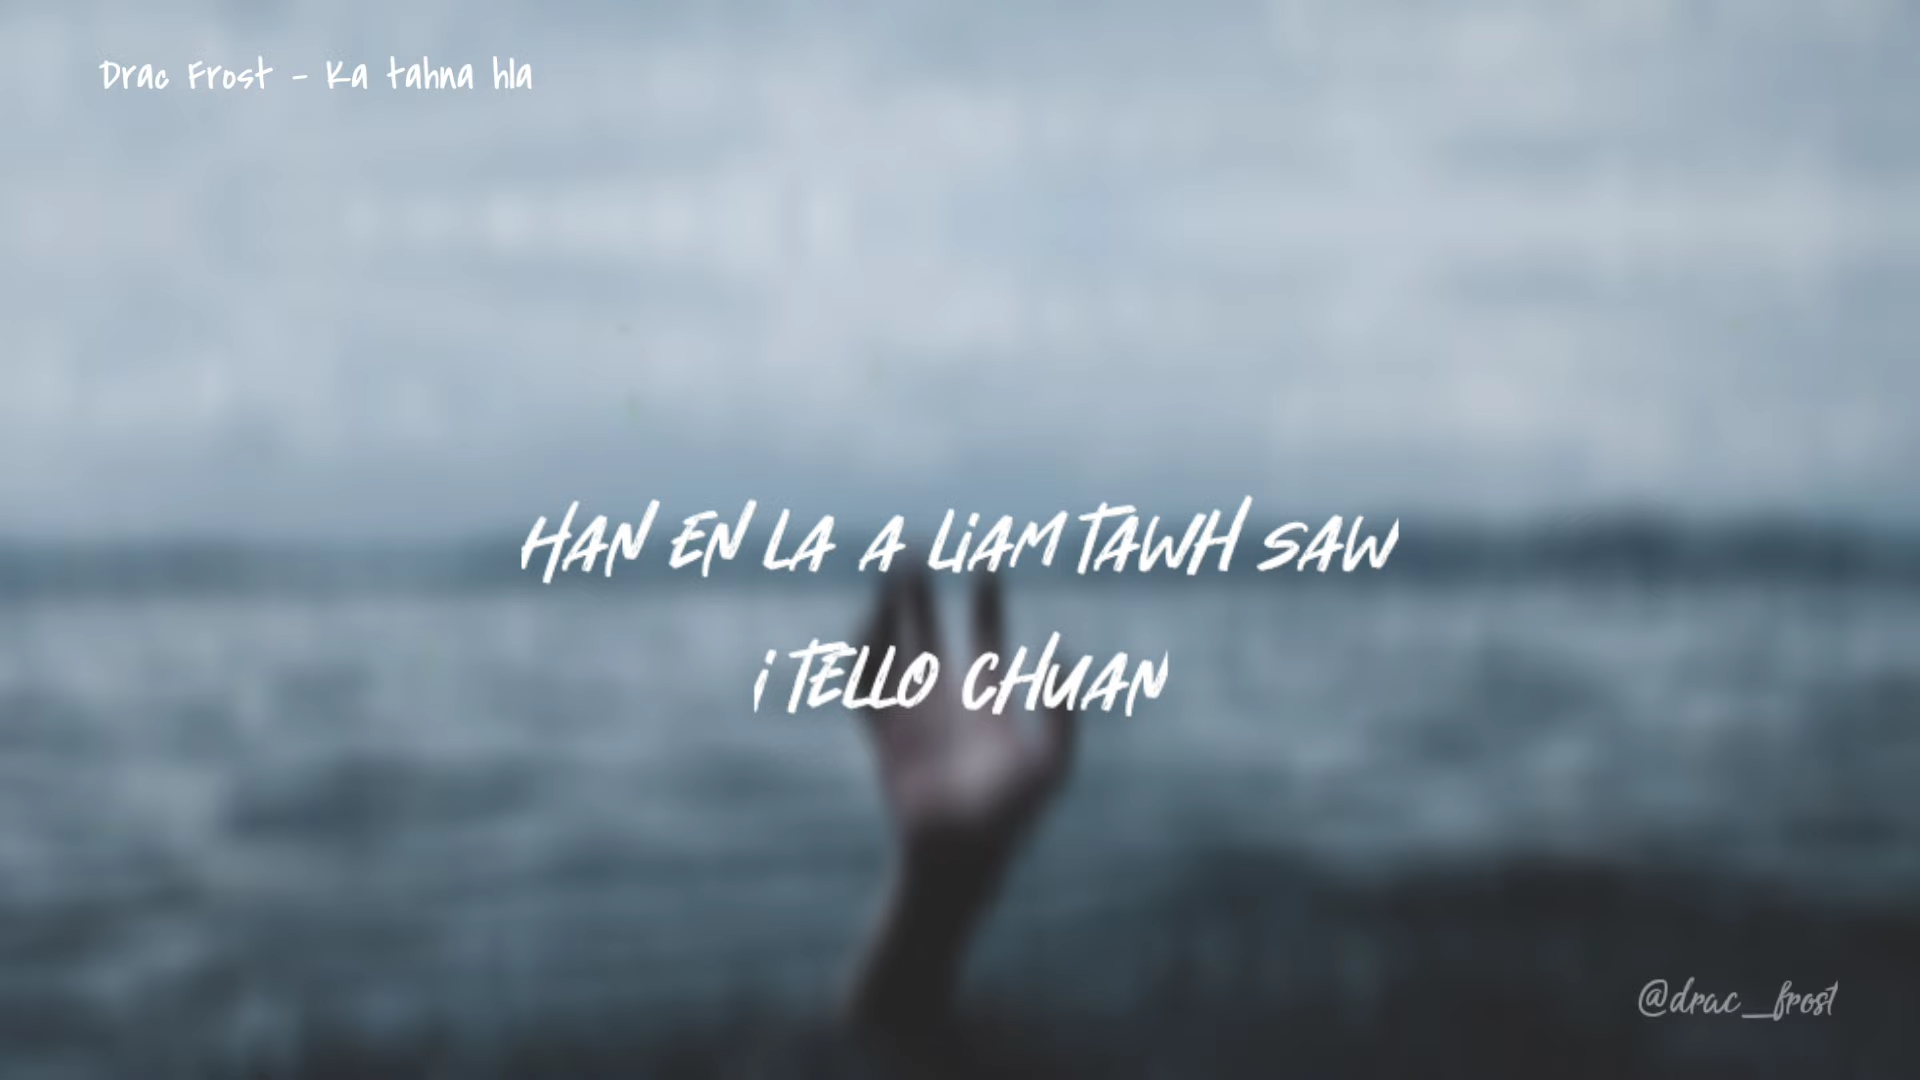 Drac Frost - Ka tahna hla
HAN EN LA A LiAM TAWH SAW
i TELLO CHUAN
@drac_frost